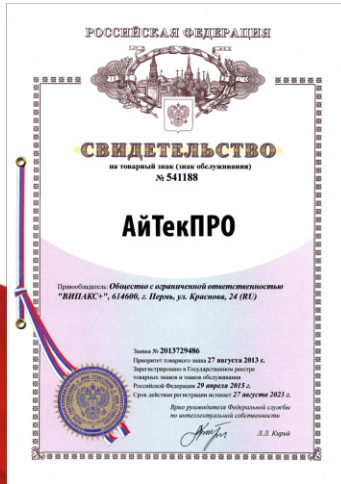 РОССИЙСКАЯ ФЕДЕРАЦИЯ
СВИДЕТЕЛЬСТВО
на товарный знак (знак обслуживания)
№ 541188
АйТекПРО
Правообладатель: Общество с ограниченной ответственностью
"ВИПАКС+", 614600, г. Пермь, ул. Краснова, 24 (RU)
Заявка № 2013729486
Приоритет товарного знака 27 августа 2013 г.
Зарегистрировано в Государственном реестре
товарных знаков и знаков обслуживания
Российской Федерации 29 апреля 2015 г.
Срок действия регистрации истекает 27 августа 2023 г.
Врио руководителя Федеральной службы
по интеллектуальной собственности
Л.Л. Кирий